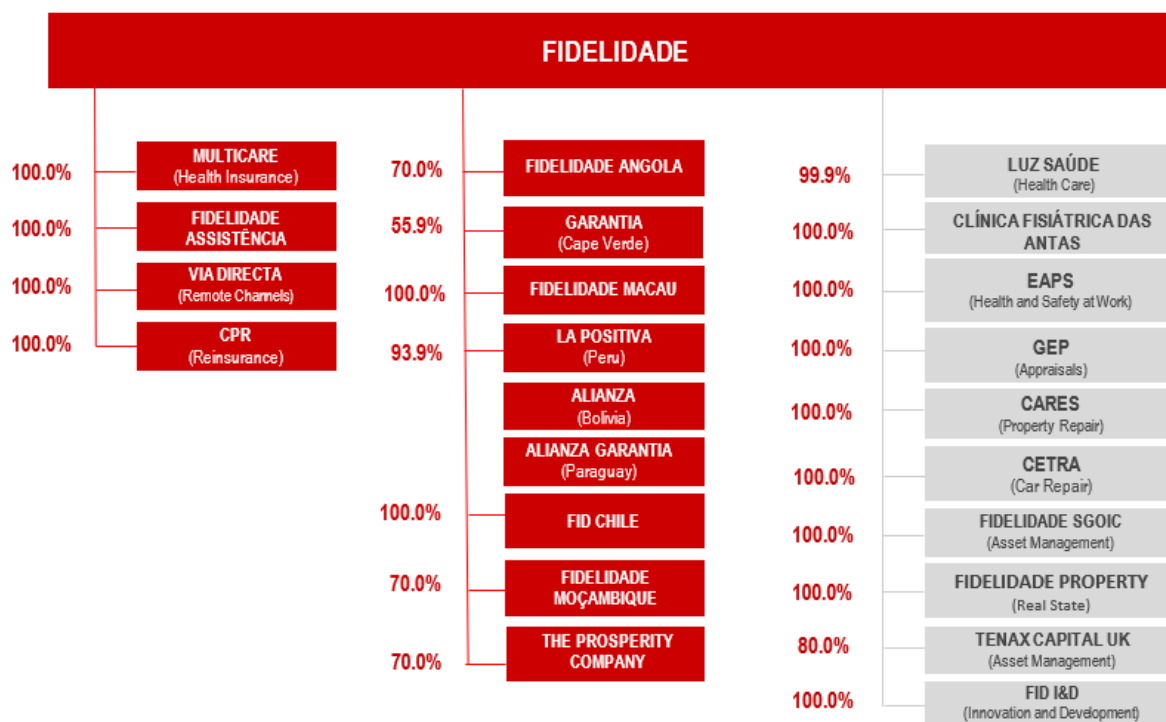 FIDELIDADE
100.0%
MULTICARE
(Health Insurance)
100.0%
FIDELIDADE
ASSISTÊNCIA
100.0%
VIA DIRECTA
(Remote Channels)
100.0%
CPR
(Reinsurance)
70.0%
FIDELIDADE ANGOLA
55.9%
GARANTIA
(Cape Verde)
100.0%
FIDELIDADE MACAU
93.9%
LA POSITIVA
(Peru)
ALIANZA
(Bolivia)
ALIANZA GARANTIA
(Paraguay)
100.0%
FID CHILE
70.0%
FIDELIDADE
MOÇAMBIQUE
70.0%
THE PROSPERITY
COMPANY
99.9%
LUZ SAÚDE
(Health Care)
100.0%
CLÍNICA FISIÁTRICA DAS
ANTAS
100.0%
EAPS
(Health and Safety at Work)
100.0%
GEP
(Appraisals)
100.0%
CARES
(Property Repair)
100.0%
CETRA
(Car Repair)
100.0%
FIDELIDADE SGOIC
(Asset Management)
100.0%
FIDELIDADE PROPERTY
(Real State)
80.0%
TENAX CAPITAL UK
(Asset Management)
100.0%
FID I&D
(Innovation and Development)